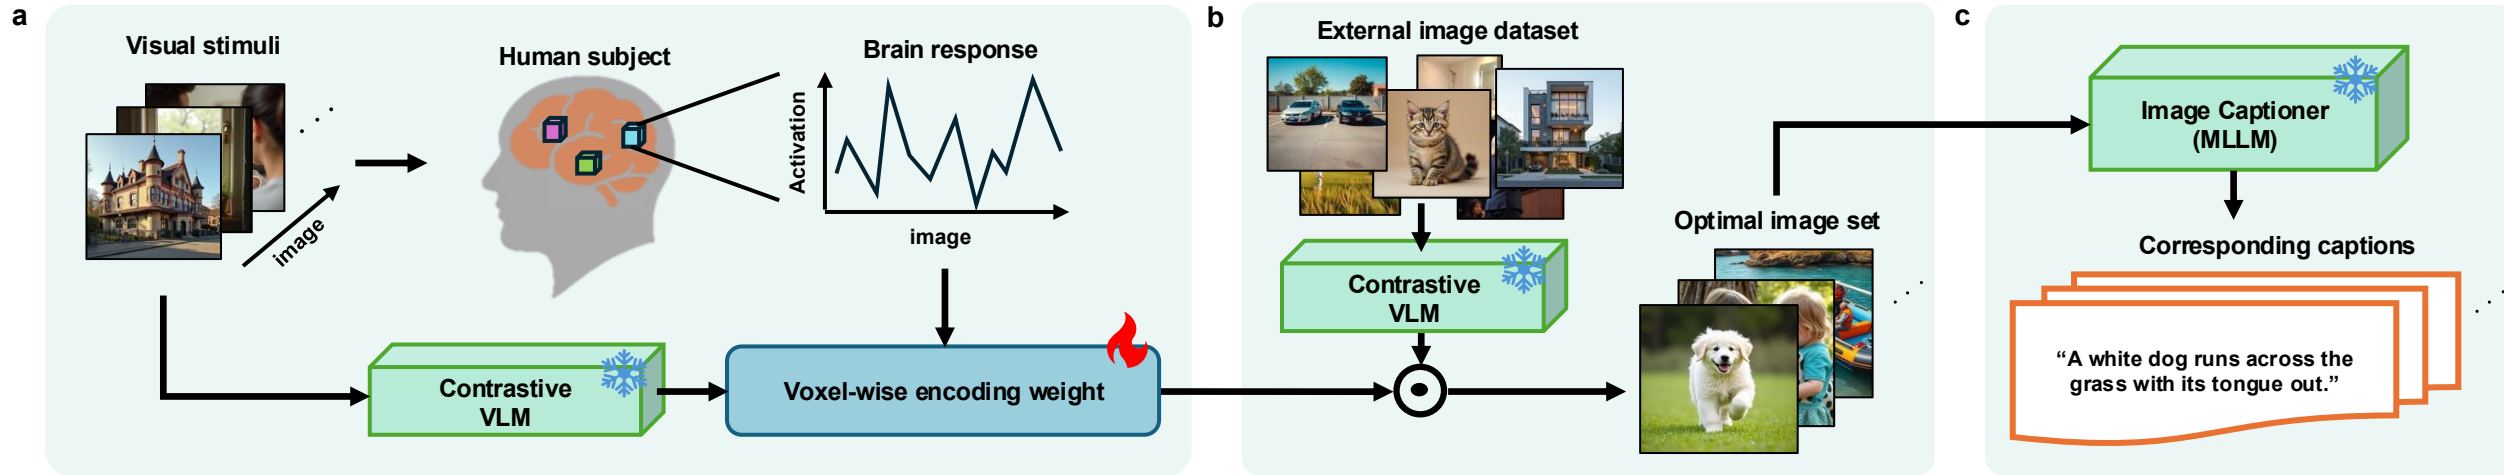 a
Visual stimuli
image
Human subject
Brain response
Activation
image
Contrastive
VLM
Voxel-wise encoding weight
b
External image dataset
Contrastive
VLM
Optimal image set
c
Image Captioner
(MLLM)
Corresponding captions
“A white dog runs across the
grass with its tongue out.”